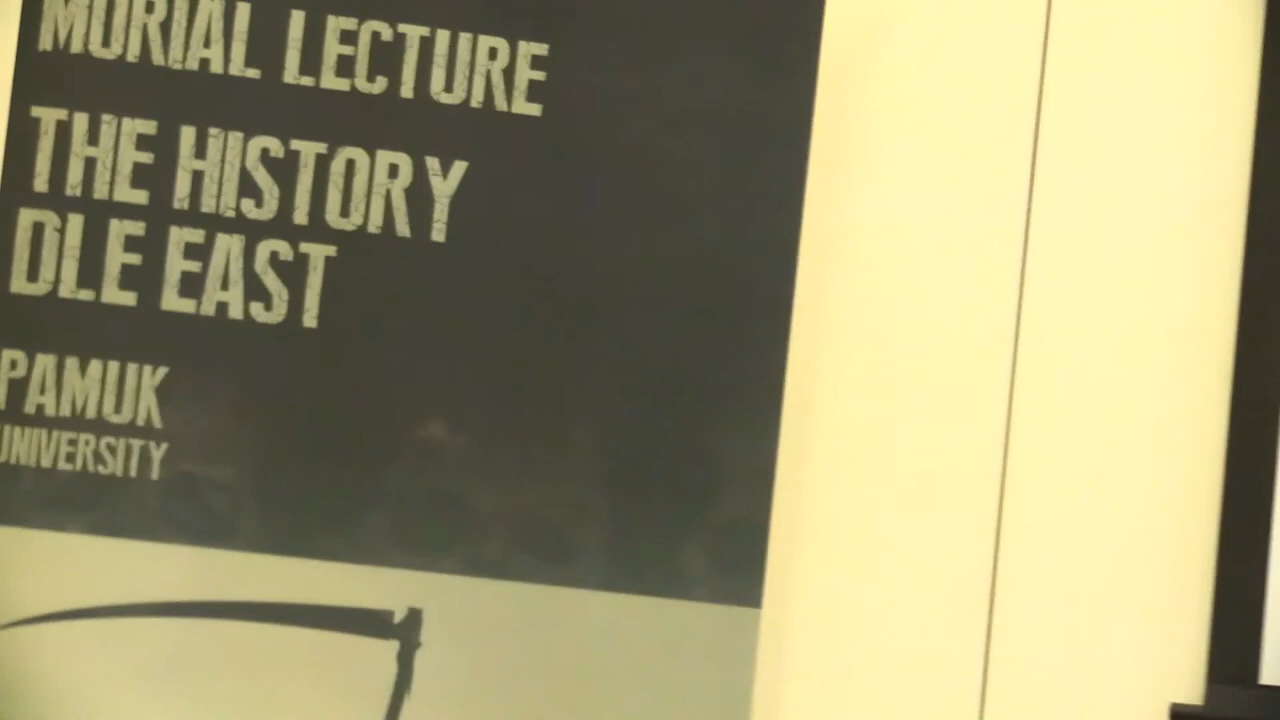 MORIAL LECTURE
THE HISTORY
DLE EAST
PAMUK
UNIVERSITY